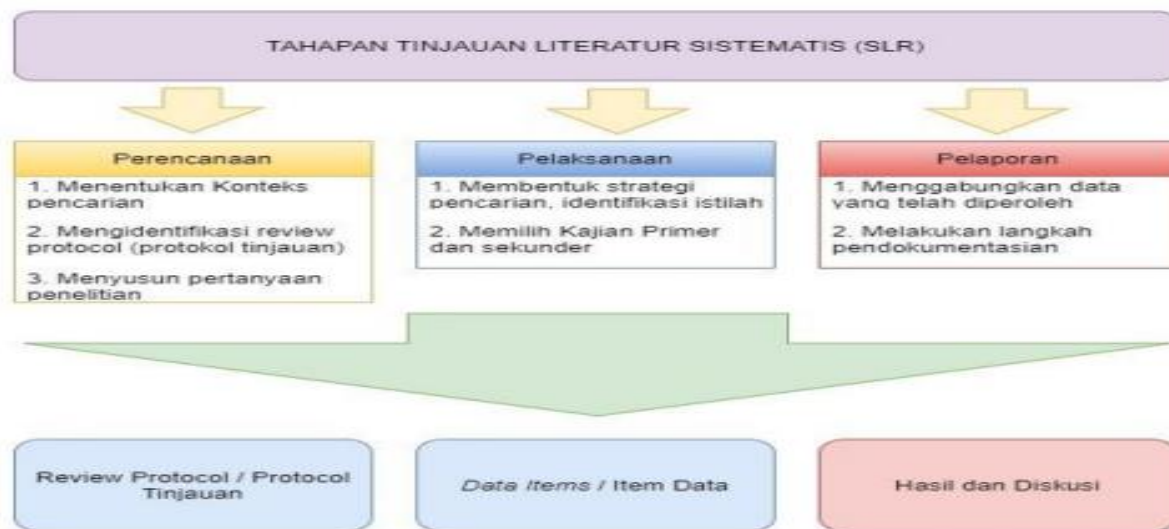 TAHAPAN TINJAUAN LITERATUR SISTEMATIS (SLR)
Perencanaan
1. Menentukan Konteks
pencarian
2. Mengidentifikasi review
protocol (protokol tinjauan)
3. Menyusun pertanyaan
penelitian
Pelaksanaan
1. Membentuk strategi
pencarian, identifikasi istilah
2. Memilih Kajian Primer
dan sekunder
Pelaporan
1. Menggabungkan data
yang telah diperoleh
2. Melakukan langkah
pendokumentasian
Review Protocol / Protocol
Tinjauan
Data Items / Item Data
Hasil dan Diskusi